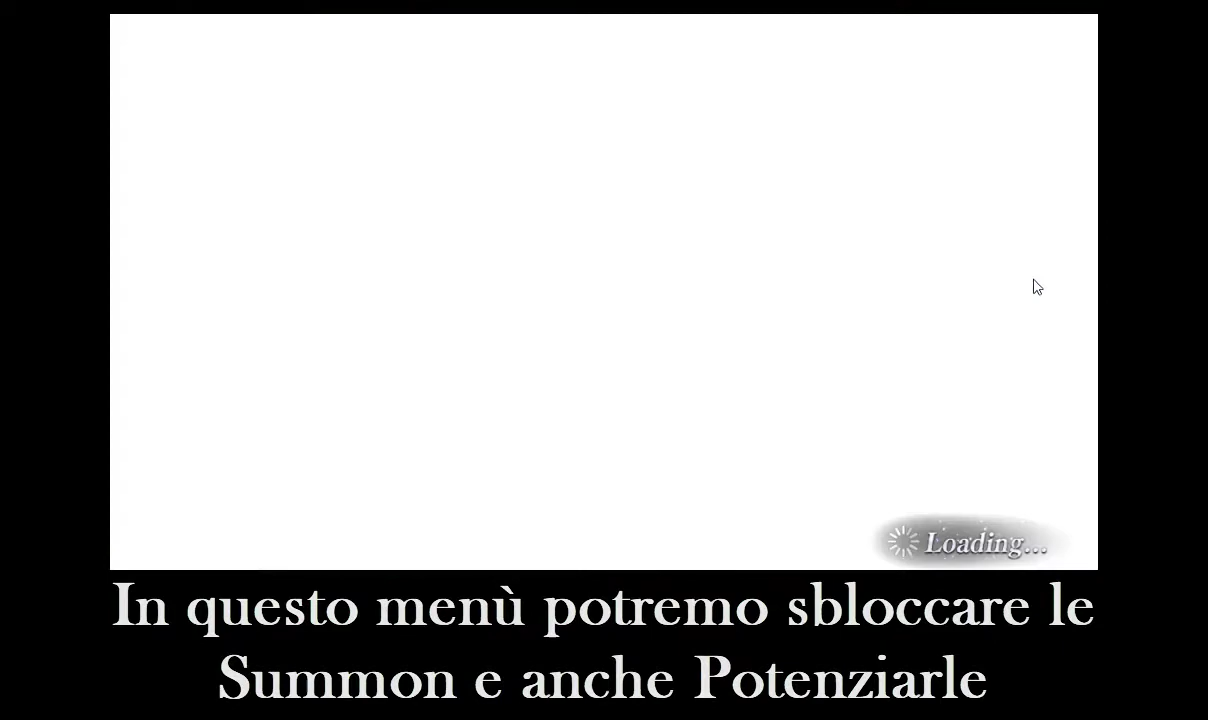 Loading...
In questo menù potremo sbloccare le
Summon e anche Potenziarle